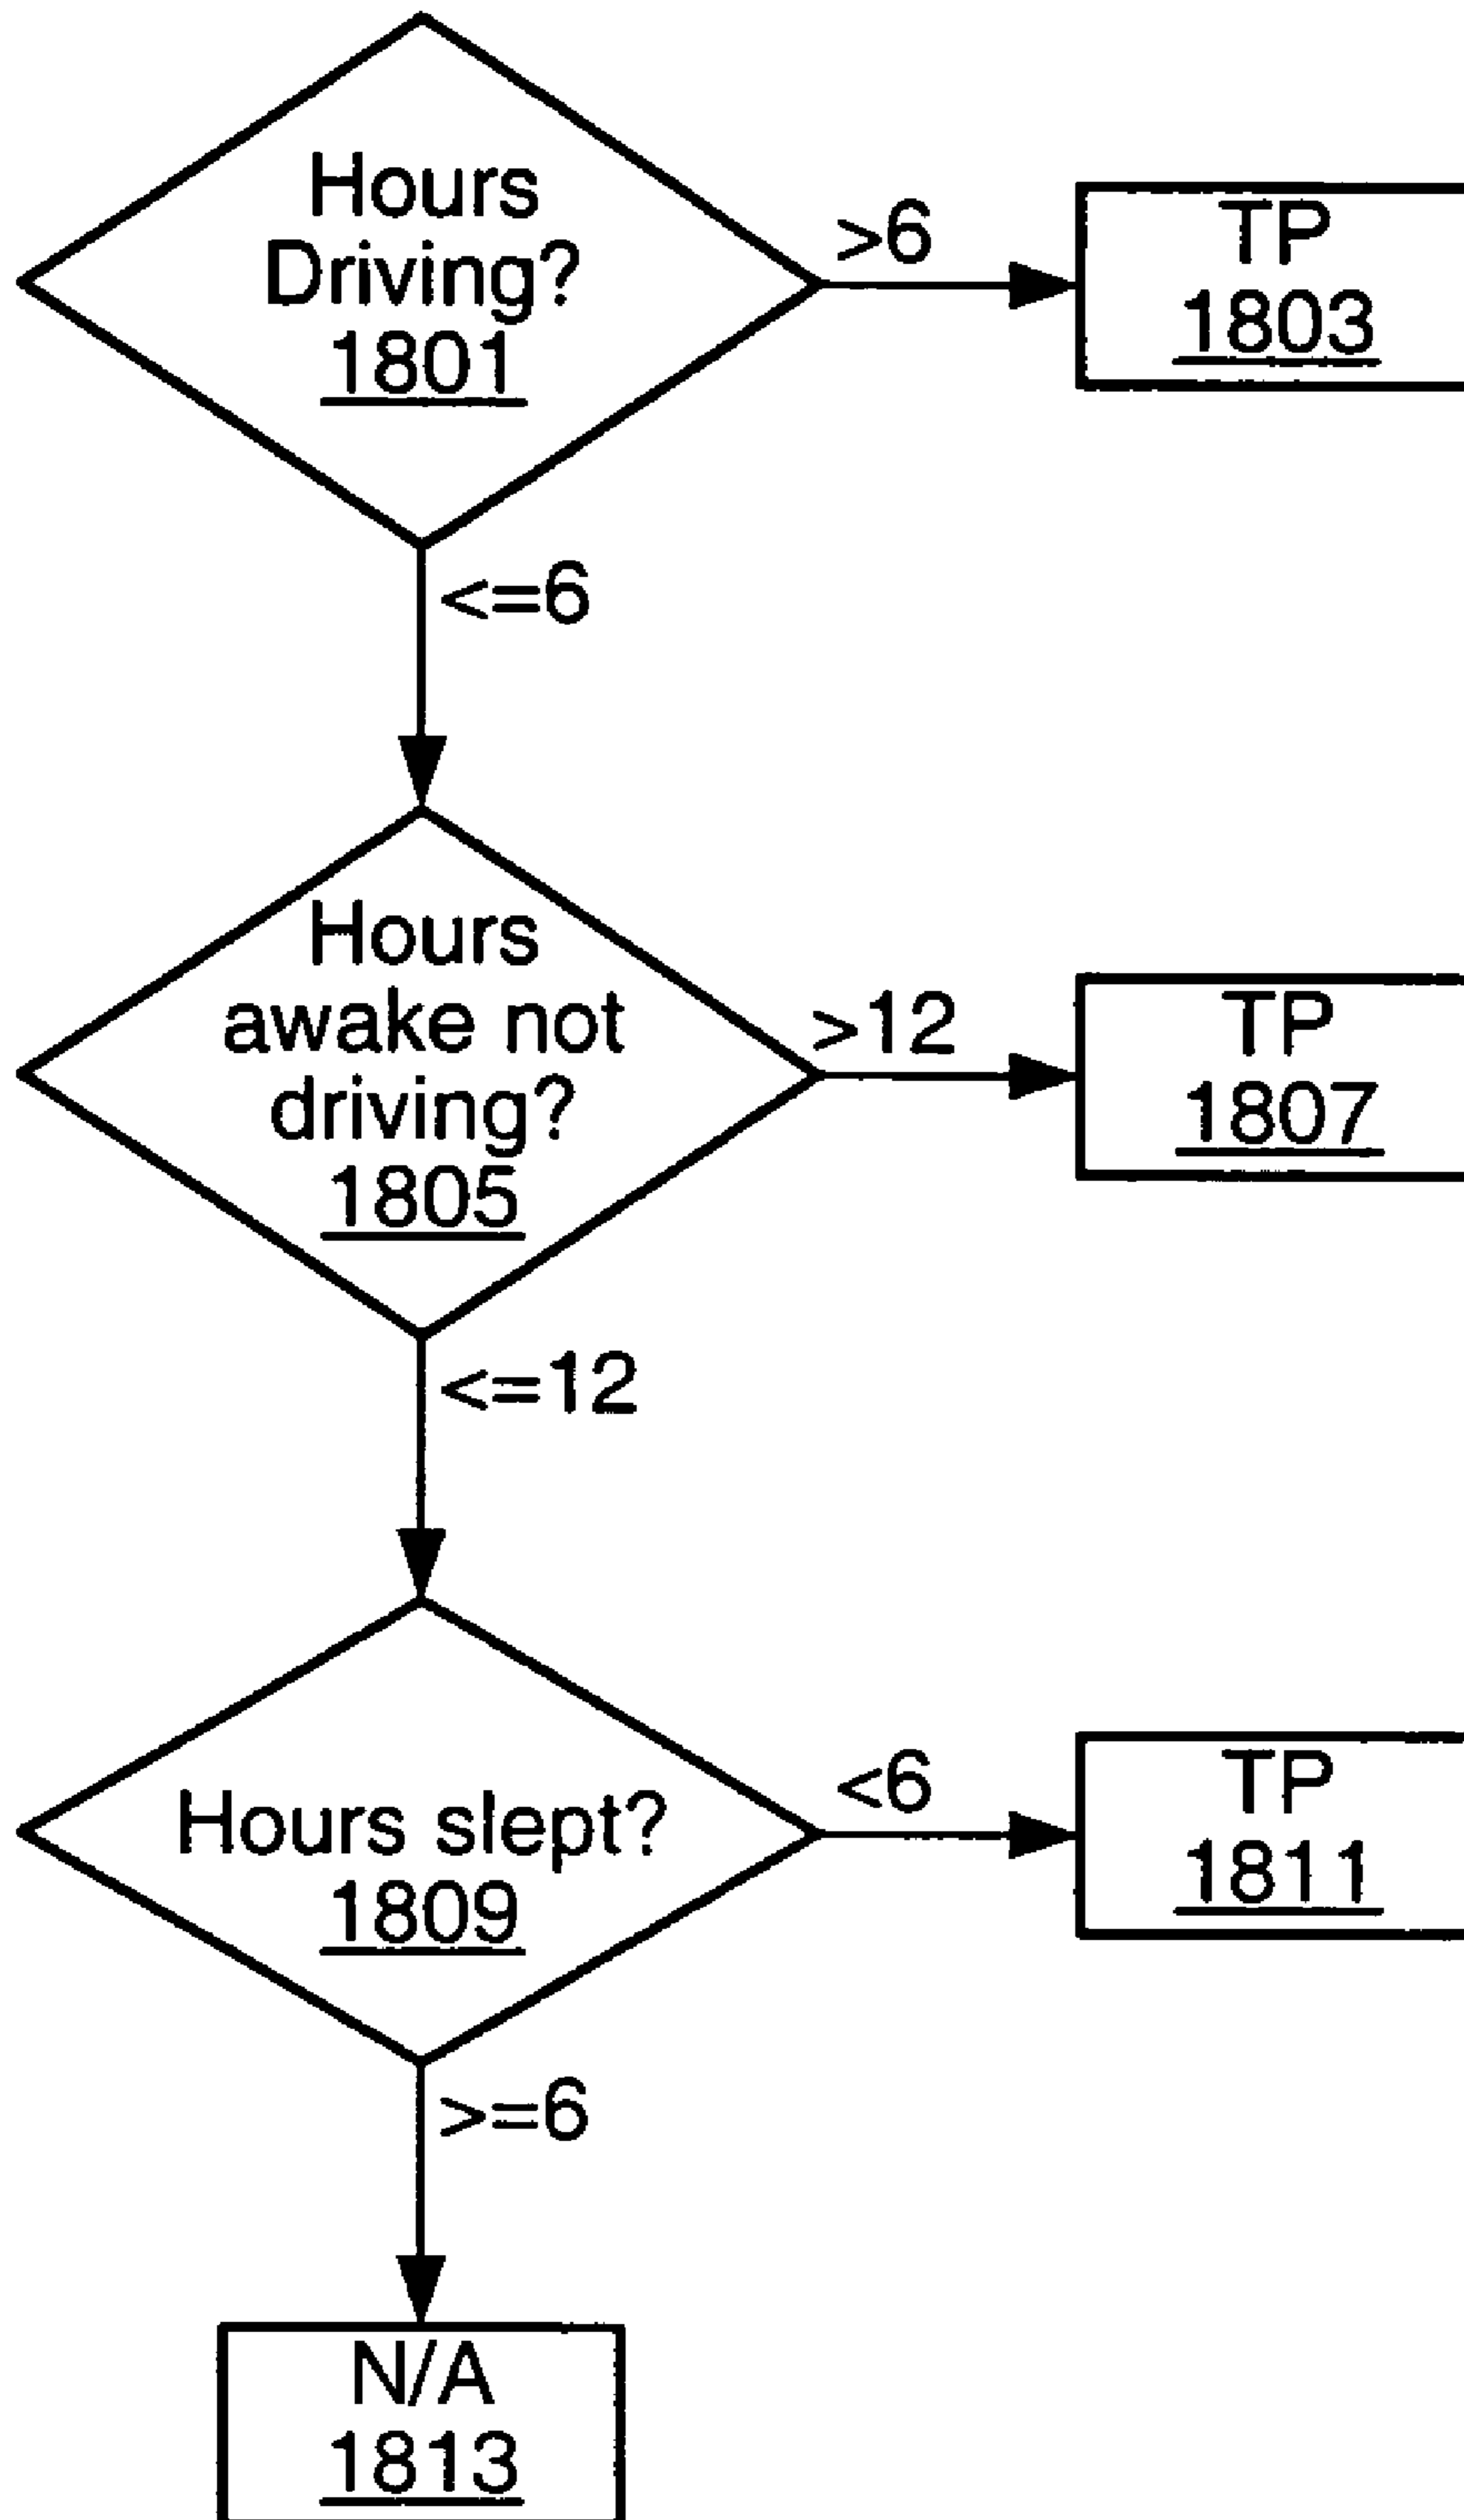 Hours
Driving?
1801
>6
TP
1803
<=6
Hours
awake not
driving?
1805
>12
TP
1807
<=12
Hours slept?
1809
<6
TP
1811
>=6
N/A
1813